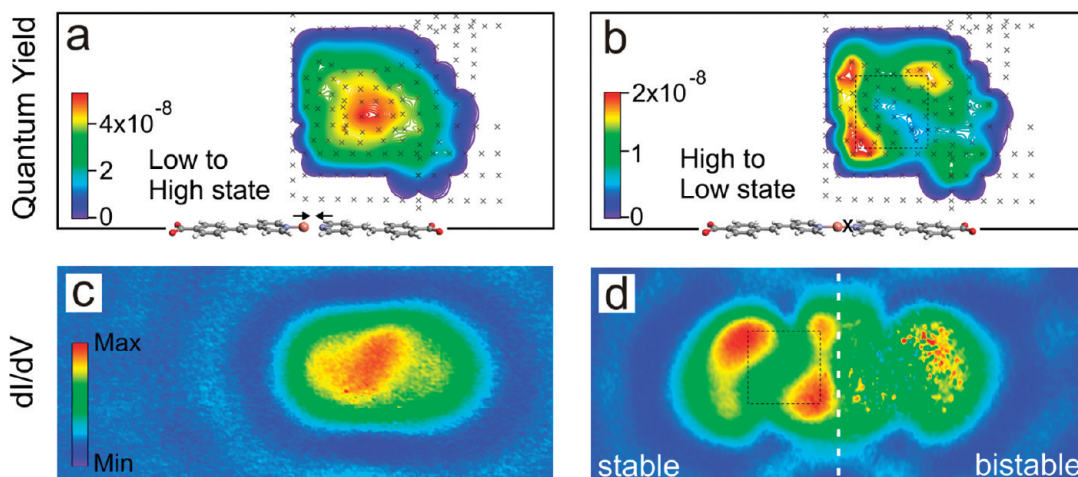 Quantum Yield
a
4x10⁻⁸
2
0
Low to
High state
b
2x10⁻⁸
1
0
High to
Low state
x
dI/dV
c
Max
Min
d
stable
bistable